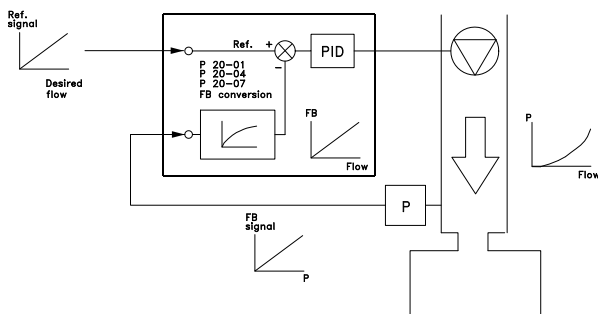 Ref.
signal
Desired
flow
Ref.
+
−
PID
P 20-01
P 20-04
P 20-07
FB conversion
FB
Flow
P
Flow
P
FB
signal
P